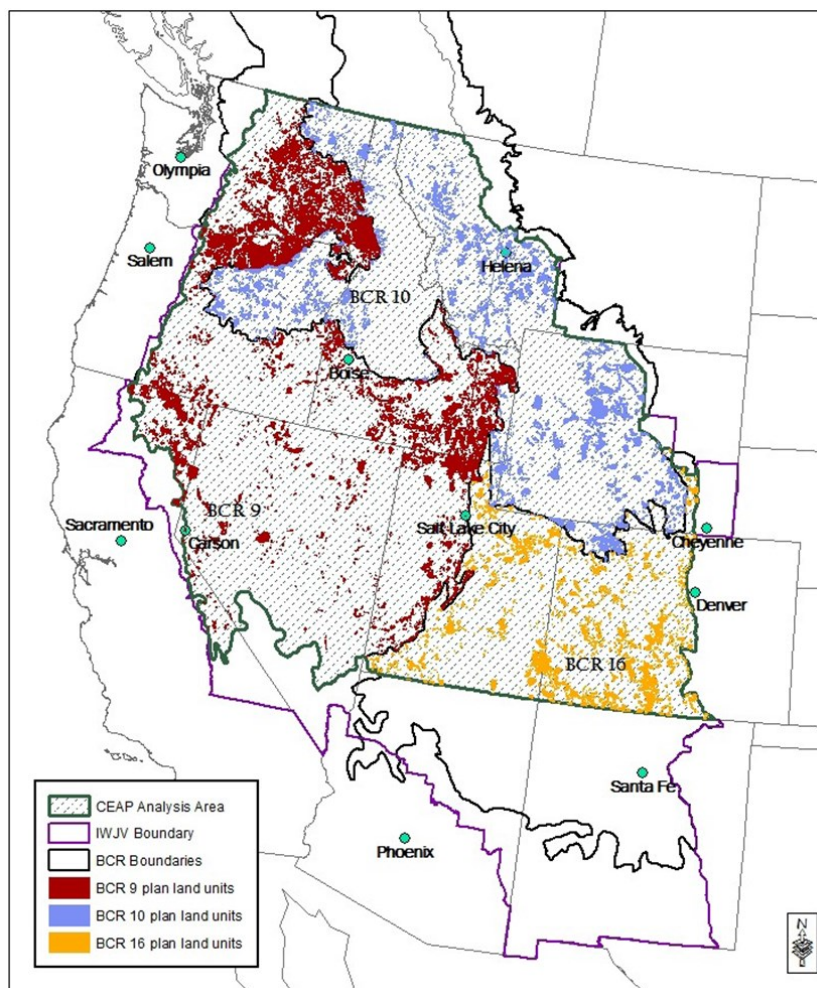 Olympia
Salem
Helena
BCR 10
Boise
BCR 9
Sacramento
Carson
Salt Lake City
Cheyenne
Denver
BCR 16
Santa Fe
Phoenix
CEAP Analysis Area
IWJV Boundary
BCR Boundaries
BCR 9 plan land units
BCR 10 plan land units
BCR 16 plan land units
N